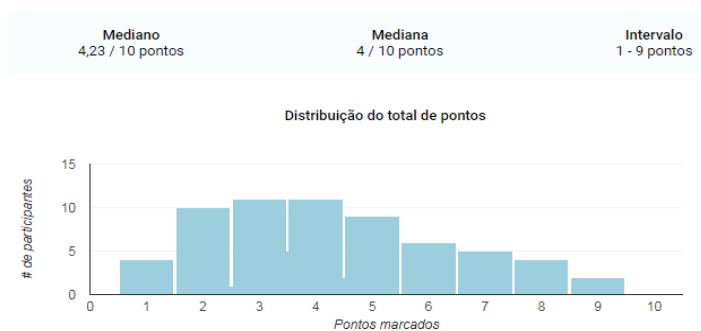 Mediano Mediana Intervalo
4,23 / 10 pontos 4 / 10 pontos 1 - 9 pontos
Distribuição do total de pontos
15
10
5
0
# de participantes
0 1 2 3 4 5 6 7 8 9 10
Pontos marcados